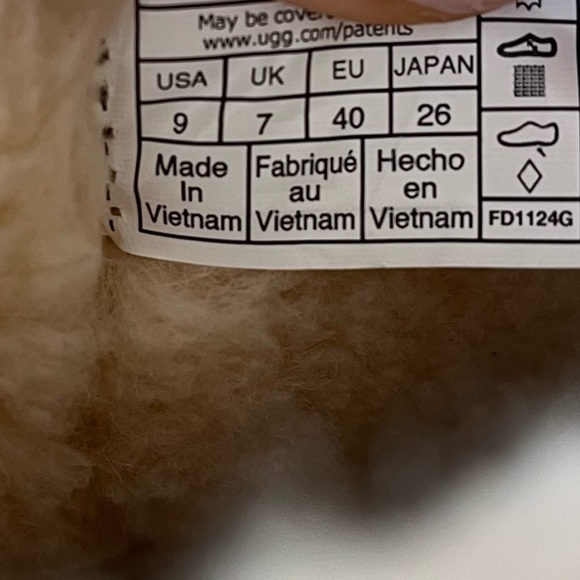 May be
www.ugg.com/patents
USA UK EU JAPAN
9 7 40 26
Made Fabriqué Hecho
In au en
Vietnam Vietnam Vietnam
FD1124G